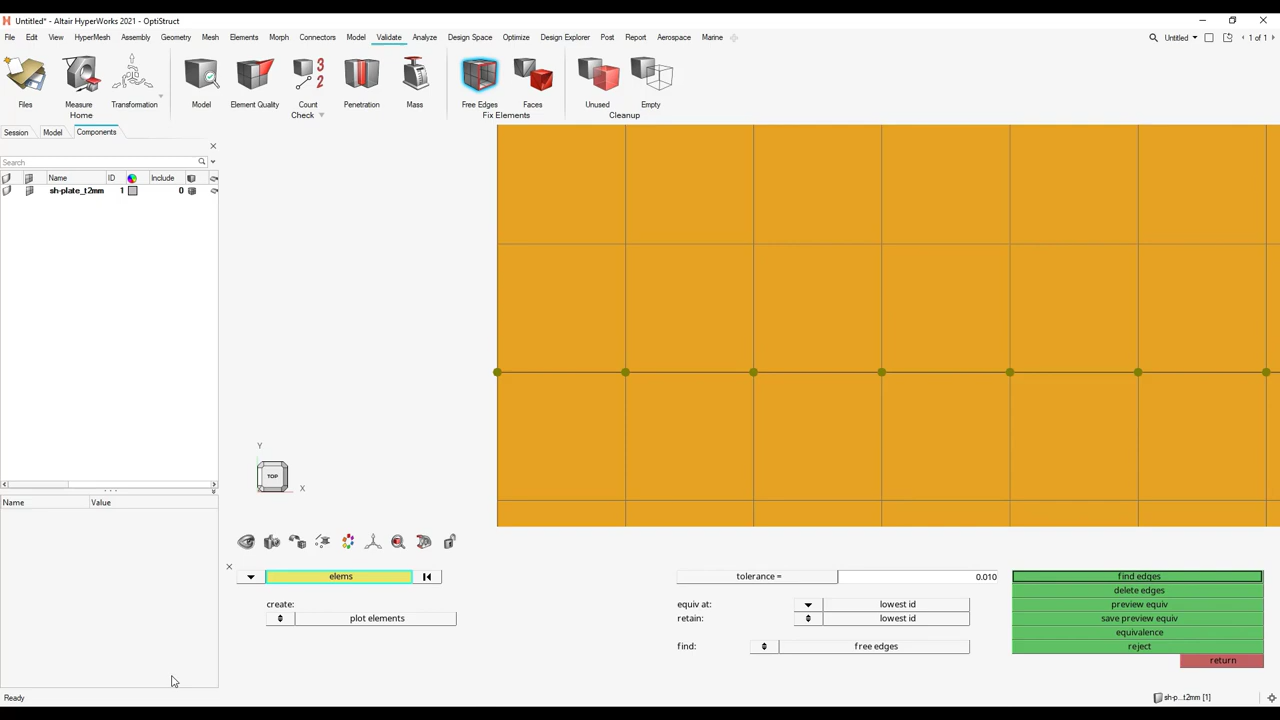 Untitled* - Altair HyperWorks 2021 - OptiStruct
File Edit View HyperMesh Assembly Geometry Mesh Elements Morph Connectors Model Validate Analyze Design Space Optimize Design Explorer Post Report Aerospace Marine Untitled 1 of 1
Files Measure Transformation Model Element Quality Count Penetration Mass Free Edges Faces Unused Empty
Home Check Fix Elements Cleanup
Session Model Components
Search
Name ID Include
sh-plate_t2mm 1 0
Name Value
Y
TOP
X
elems
create:
plot elements
tolerance = 0.010
equiv at: lowest id
retain: lowest id
find: free edges
find edges
delete edges
preview equiv
save preview equiv
equivalence
reject
return
Ready
sh-p...t2mm [1]